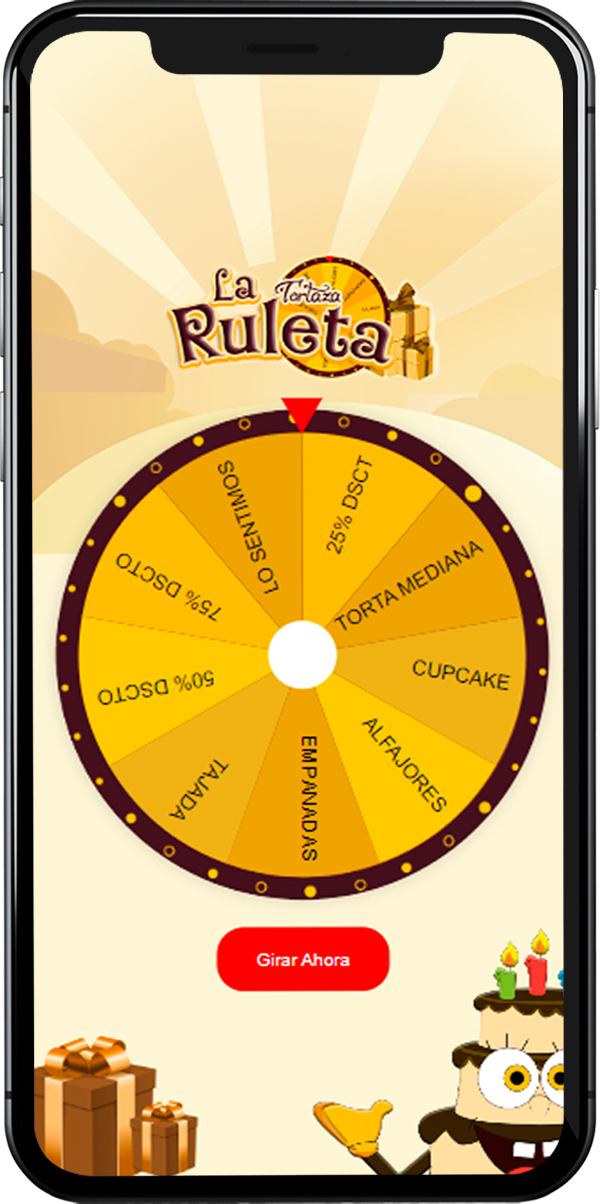 La
Tortaza
Ruleta
25% DSCT
TORTA MEDIANA
CUPCAKE
ALFAJORES
EMPANADAS
TAJADA
50% DSCTO
75% DSCTO
LO SENTIMOS
Girar Ahora